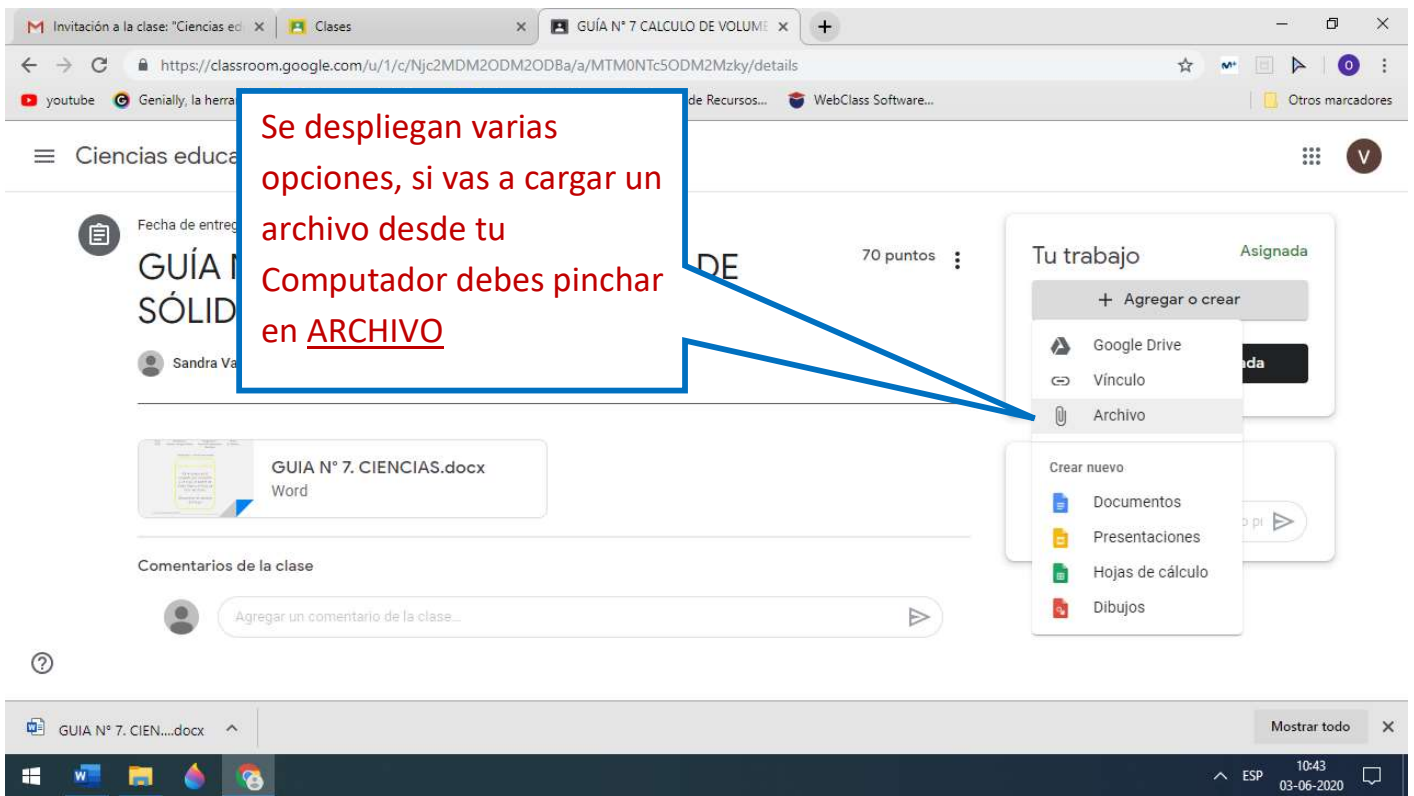 Invitación a la clase: "Ciencias ed
Clases
GUÍA N° 7 CALCULO DE VOLUME
https://classroom.google.com/u/1/c/Njc2MDM2ODM2ODBa/a/MTM0NTc5ODM2Mzky/details
youtube
Genially, la herra
de Recursos...
WebClass Software...
Otros marcadores
Se despliegan varias
opciones, si vas a cargar un
archivo desde tu
Computador debes pinchar
en ARCHIVO
Ciencias educa
V
Fecha de entreg
GUÍA DE
SÓLID
70 puntos
Sandra Va
Tu trabajo
Asignada
+ Agregar o crear
Google Drive
Vínculo
Archivo
Crear nuevo
Documentos
Presentaciones
Hojas de cálculo
Dibujos
GUIA N° 7. CIENCIAS.docx
Word
Comentarios de la clase
Agregar un comentario de la clase...
GUIA N° 7. CIEN....docx
Mostrar todo
ESP
10:43
03-06-2020